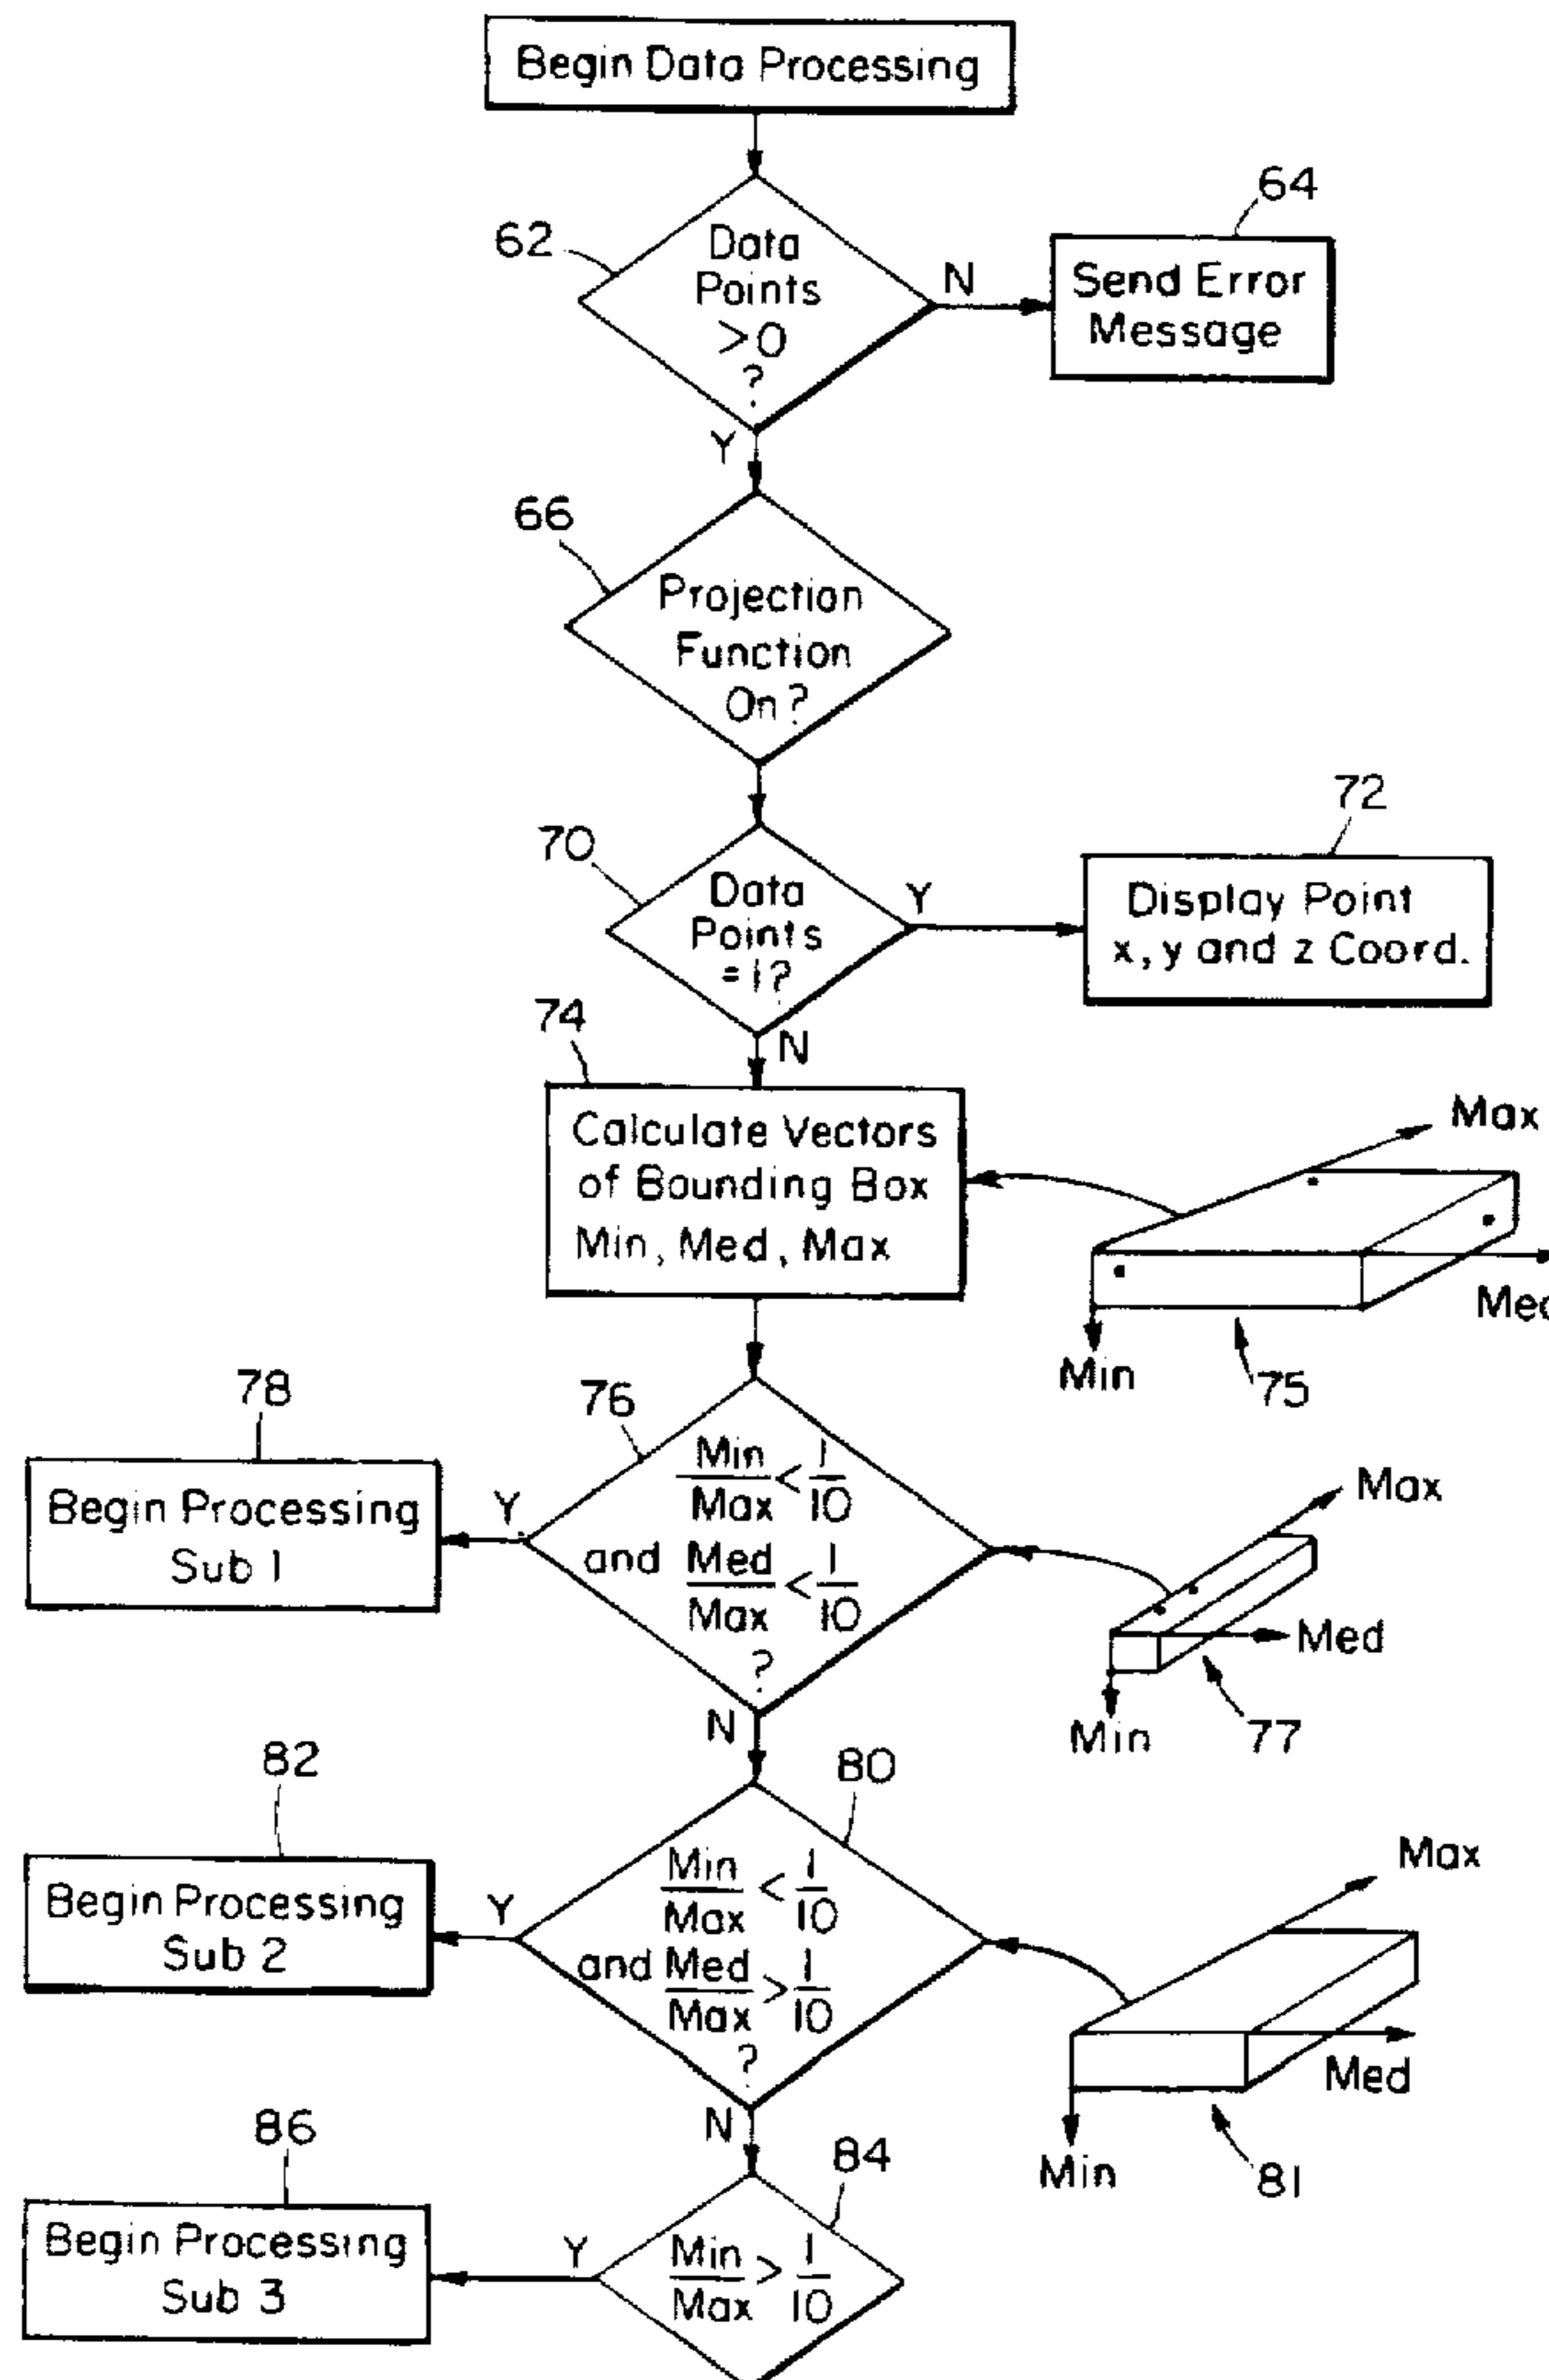 Begin Data Processing
64
62
Data
Points
>0
?
N
Send Error
Message
Y
66
Projection
Function
On?
72
70
Data
Points
=1?
Y
Display Point
x, y and z Coord.
74
N
Calculate Vectors
of Bounding Box
Min, Med, Max
Max
Med
Min
75
78
76
Begin Processing
Sub 1
Y
Min/Max < 1/10
and Med/Max < 1/10
?
Max
Med
Min
77
N
82
80
Begin Processing
Sub 2
Y
Min/Max < 1/10
and Med/Max > 1/10
?
Max
Med
Min
81
N
86
84
Begin Processing
Sub 3
Y
Min/Max > 1/10